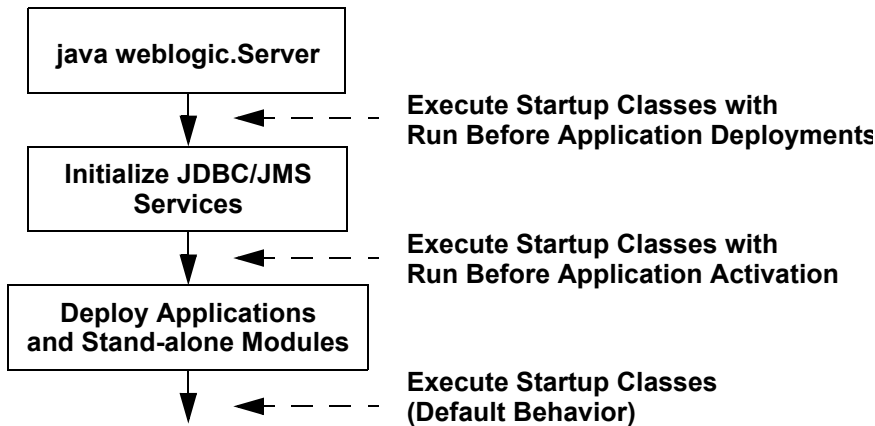 java weblogic.Server
Execute Startup Classes with
Run Before Application Deployments
Initialize JDBC/JMS
Services
Execute Startup Classes with
Run Before Application Activation
Deploy Applications
and Stand-alone Modules
Execute Startup Classes
(Default Behavior)